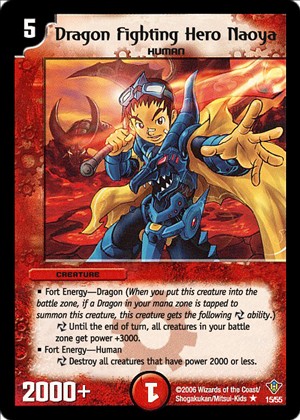 5 Dragon Fighting Hero Naoya
HUMAN
CREATURE
■ Fort Energy—Dragon (When you put this creature into the
battle zone, if a Dragon in your mana zone is tapped to
summon this creature, this creature gets the following ability.)
Until the end of turn, all creatures in your battle
zone get power +3000.
■ Fort Energy—Human
Destroy all creatures that have power 2000 or less.
2000+
1
©2006 Wizards of the Coast/
Shogakukan/Mitsui-Kids ★ 15/55